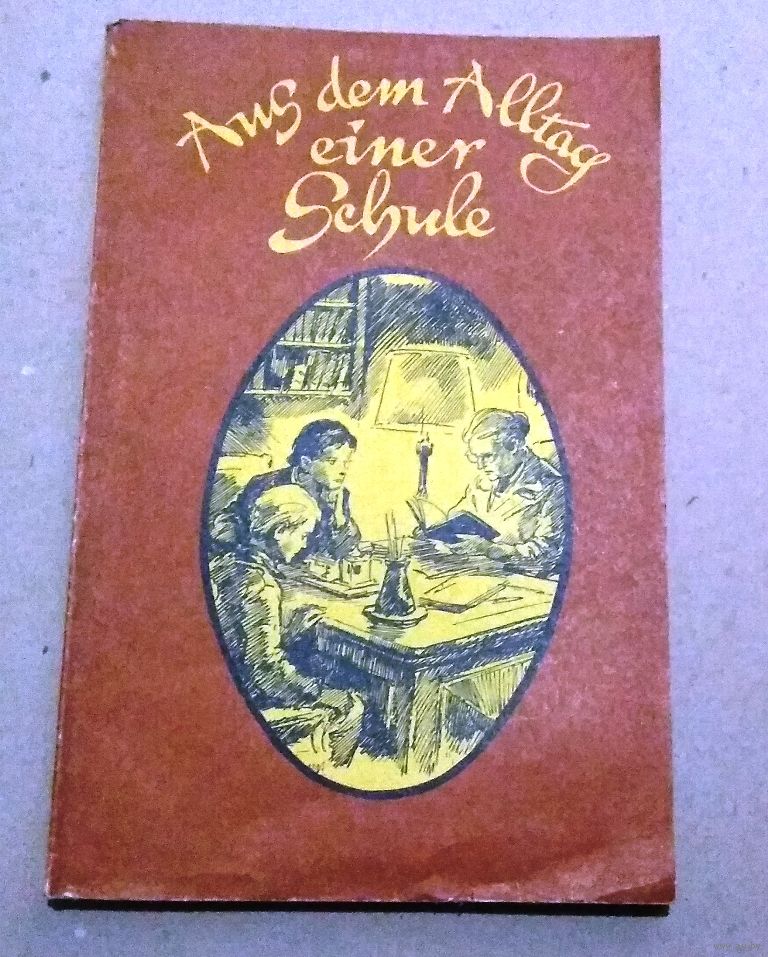 Aus dem Alltag
einer
Schule